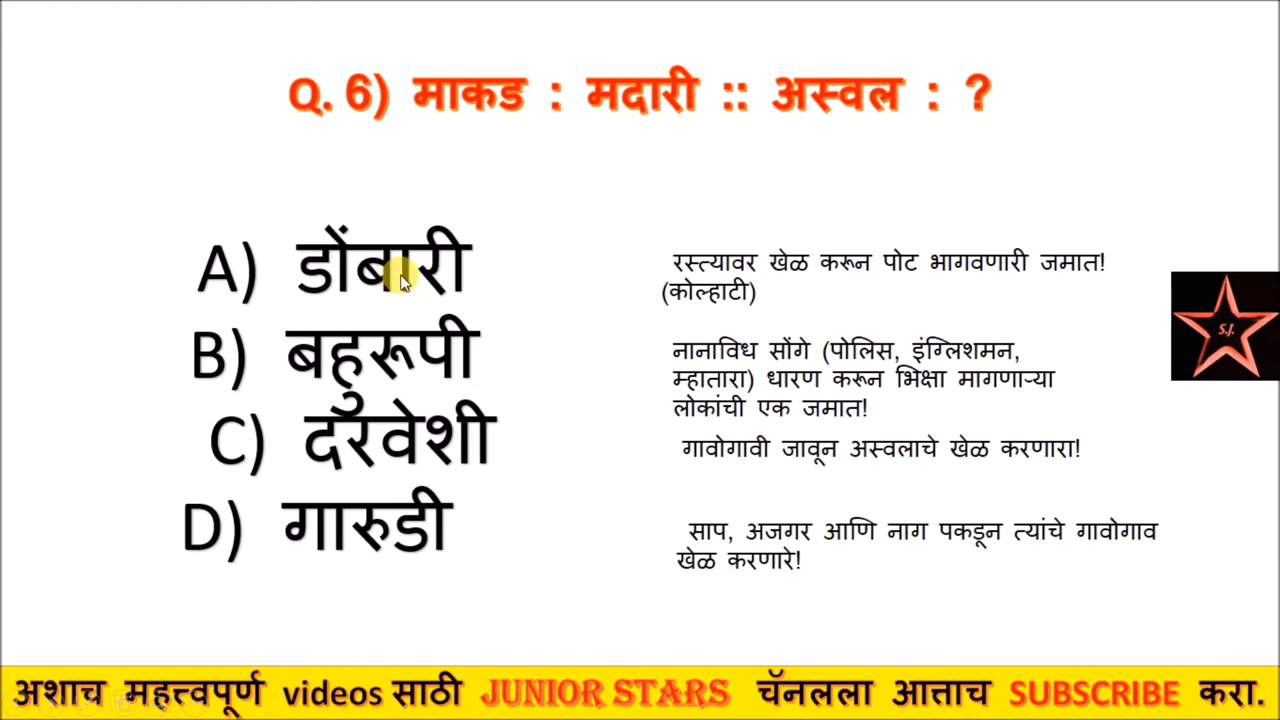 Q. 6) माकड : मदारी :: अस्वल : ?
A) डोंबारी
रस्त्यावर खेळ करून पोट भागवणारी जमात!
(कोल्हाटी)
B) बहुरूपी
नानाविध सोंगे (पोलिस, इंग्लिशमन,
म्हातारा) धारण करून भिक्षा मागणाऱ्या
लोकांची एक जमात!
C) दरवेशी
गावोगावी जावून अस्वलाचे खेळ करणारा!
D) गारुडी
साप, अजगर आणि नाग पकडून त्यांचे गावोगाव
खेळ करणारे!
S.J.
अशाच महत्त्वपूर्ण videos साठी JUNIOR STARS चॅनलला आत्ताच SUBSCRIBE करा.